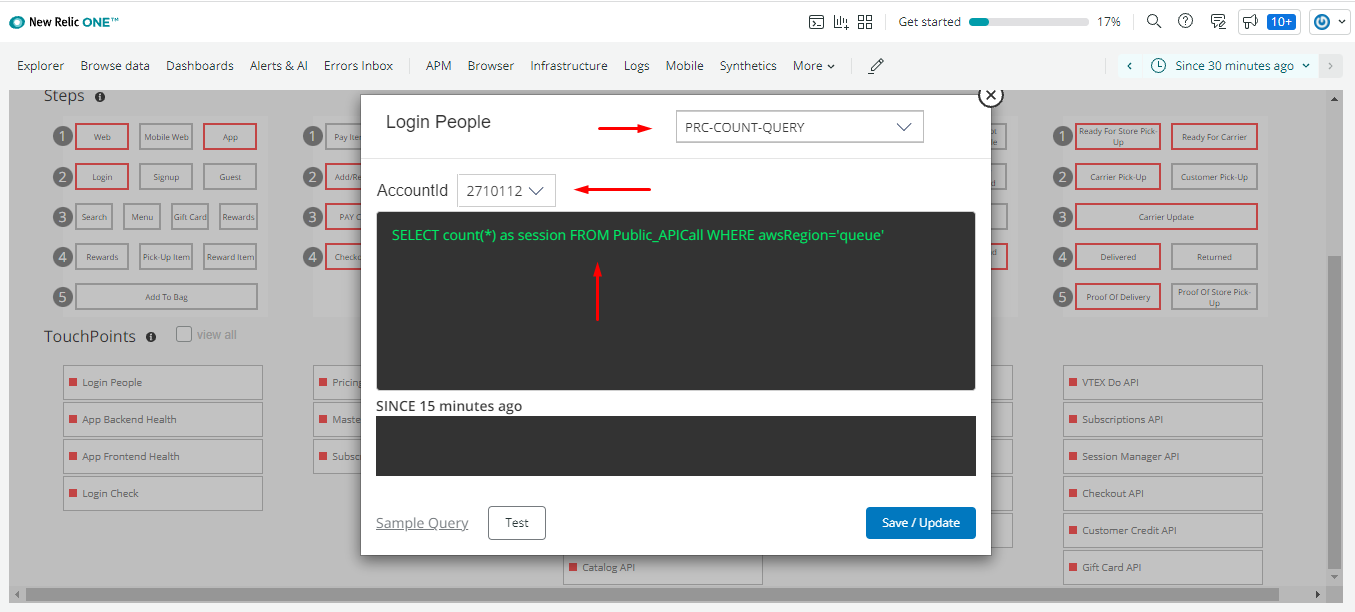 New Relic ONE™
Get started 17% 10+
Explorer Browse data Dashboards Alerts & AI Errors Inbox APM Browser Infrastructure Logs Mobile Synthetics More Since 30 minutes ago
Steps
Login People
PRC-COUNT-QUERY
AccountId 2710112
SELECT count(*) as session FROM Public_APICall WHERE awsRegion='queue'
SINCE 15 minutes ago
Sample Query Test Save / Update
1 Web Mobile Web App
2 Login Signup Guest
3 Search Menu Gift Card Rewards
4 Rewards Pick-Up Item Reward Item
5 Add To Bag
TouchPoints view all
Login People
App Backend Health
App Frontend Health
Login Check
1 Pay
2
3 PAY
4
Pricing
Catalog API
1 Ready For Store Pick-
Up
Ready For Carrier
2 Carrier Pick-Up Customer Pick-Up
3 Carrier Update
4 Delivered Returned
5 Proof Of Delivery Proof Of Store Pick-
Up
VTEX Do API
Subscriptions API
Session Manager API
Checkout API
Customer Credit API
Gift Card API